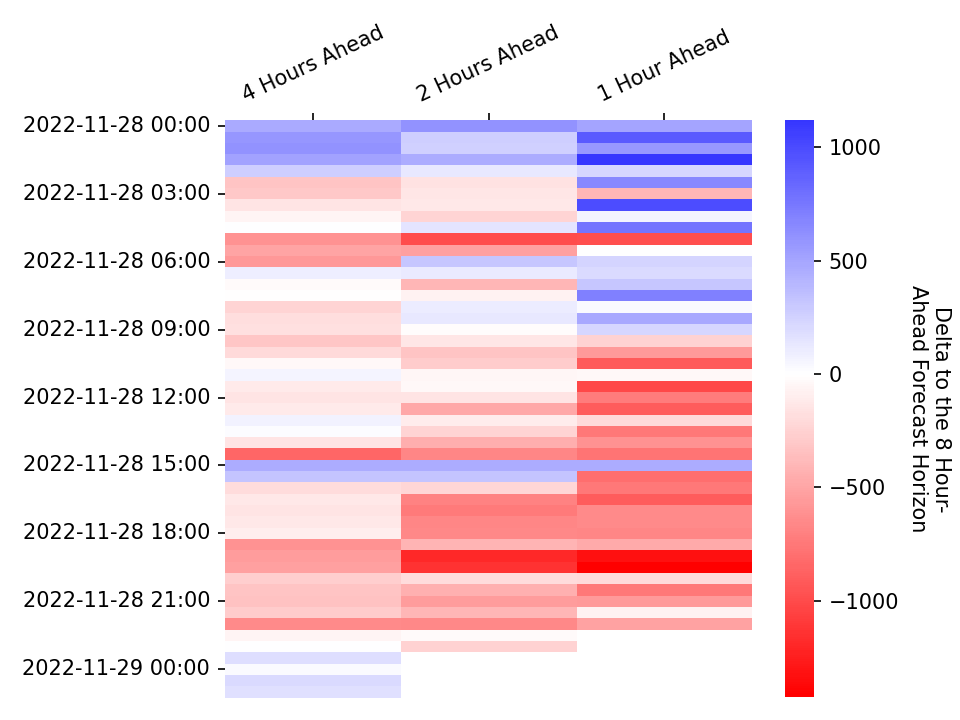 4 Hours Ahead
2 Hours Ahead
1 Hour Ahead
2022-11-28 00:00
2022-11-28 03:00
2022-11-28 06:00
2022-11-28 09:00
2022-11-28 12:00
2022-11-28 15:00
2022-11-28 18:00
2022-11-28 21:00
2022-11-29 00:00
1000
500
0
−500
−1000
Delta to the 8 Hour-
Ahead Forecast Horizon